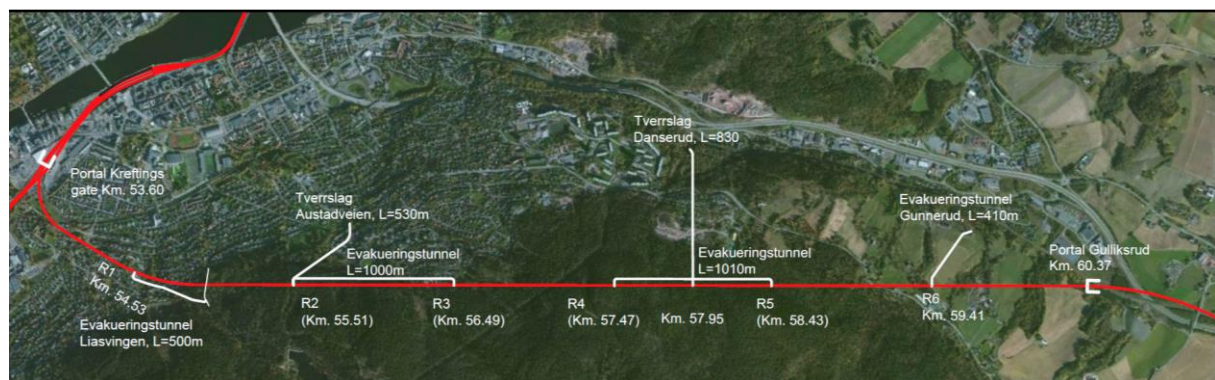 Portal Kreftings
gate Km. 53.60
R1
Km. 54.53
Evakueringstunnel
Liasvingen, L=500m
Tverrslag
Austadveien, L=530m
Evakueringstunnel
L=1000m
R2
(Km. 55.51)
R3
(Km. 56.49)
R4
(Km. 57.47)
Tverrslag
Danserud, L=830
Km. 57.95
Evakueringstunnel
L=1010m
R5
(Km. 58.43)
Evakueringstunnel
Gunnerud, L=410m
R6
Km. 59.41
Portal Gulliksrud
Km. 60.37